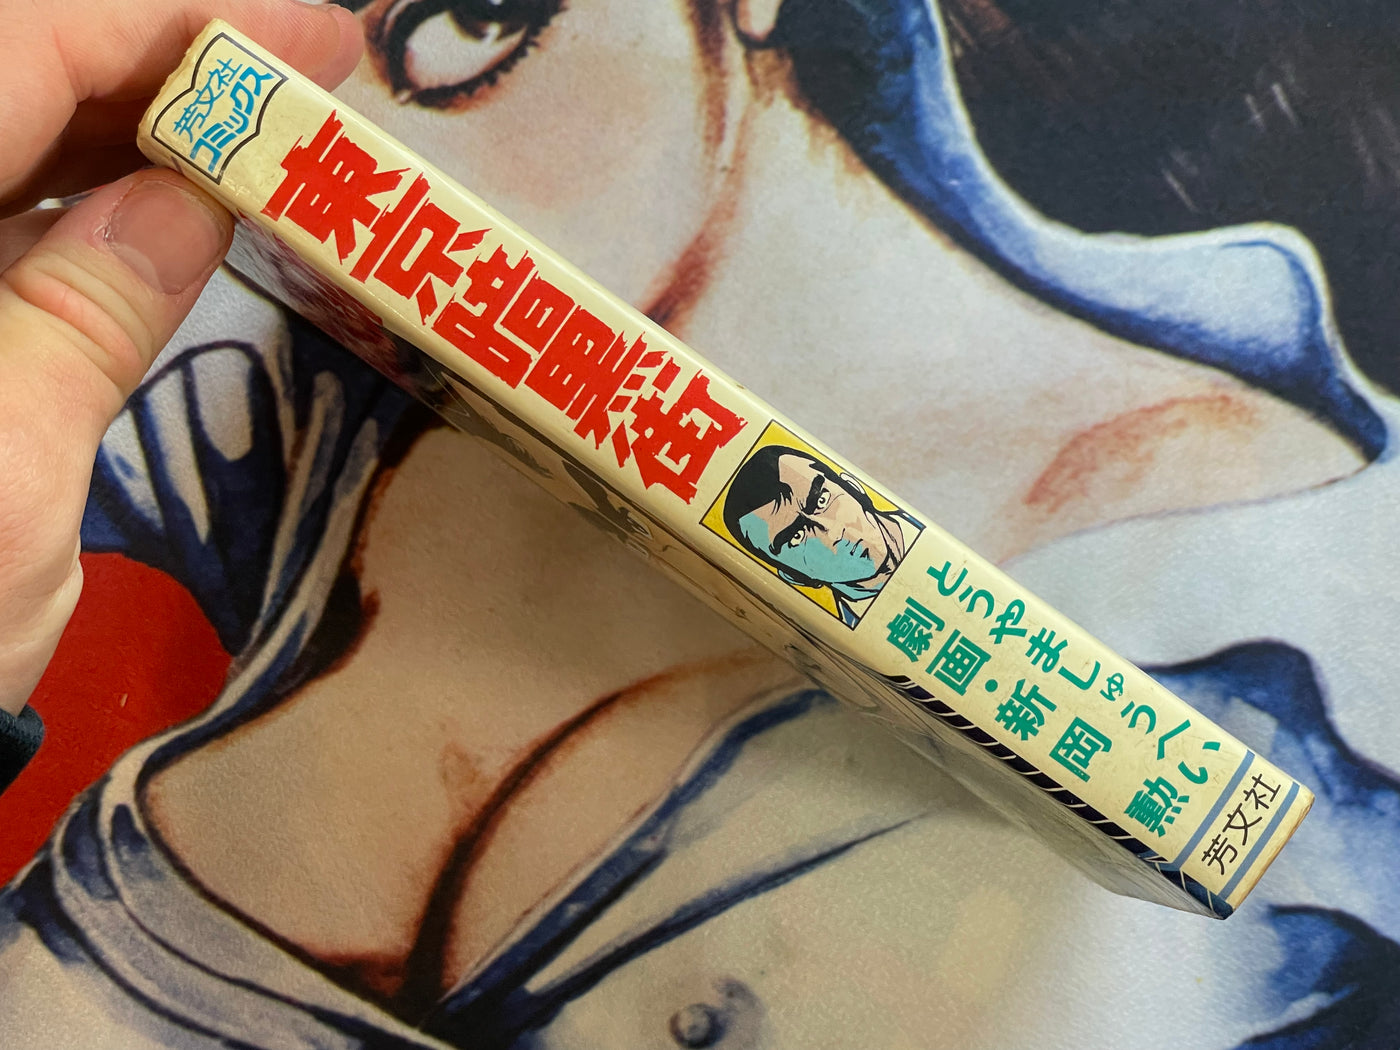 芳文社
コミックス
東京暗黒街
とうやましゅうへい
劇画・新岡勲
芳文社